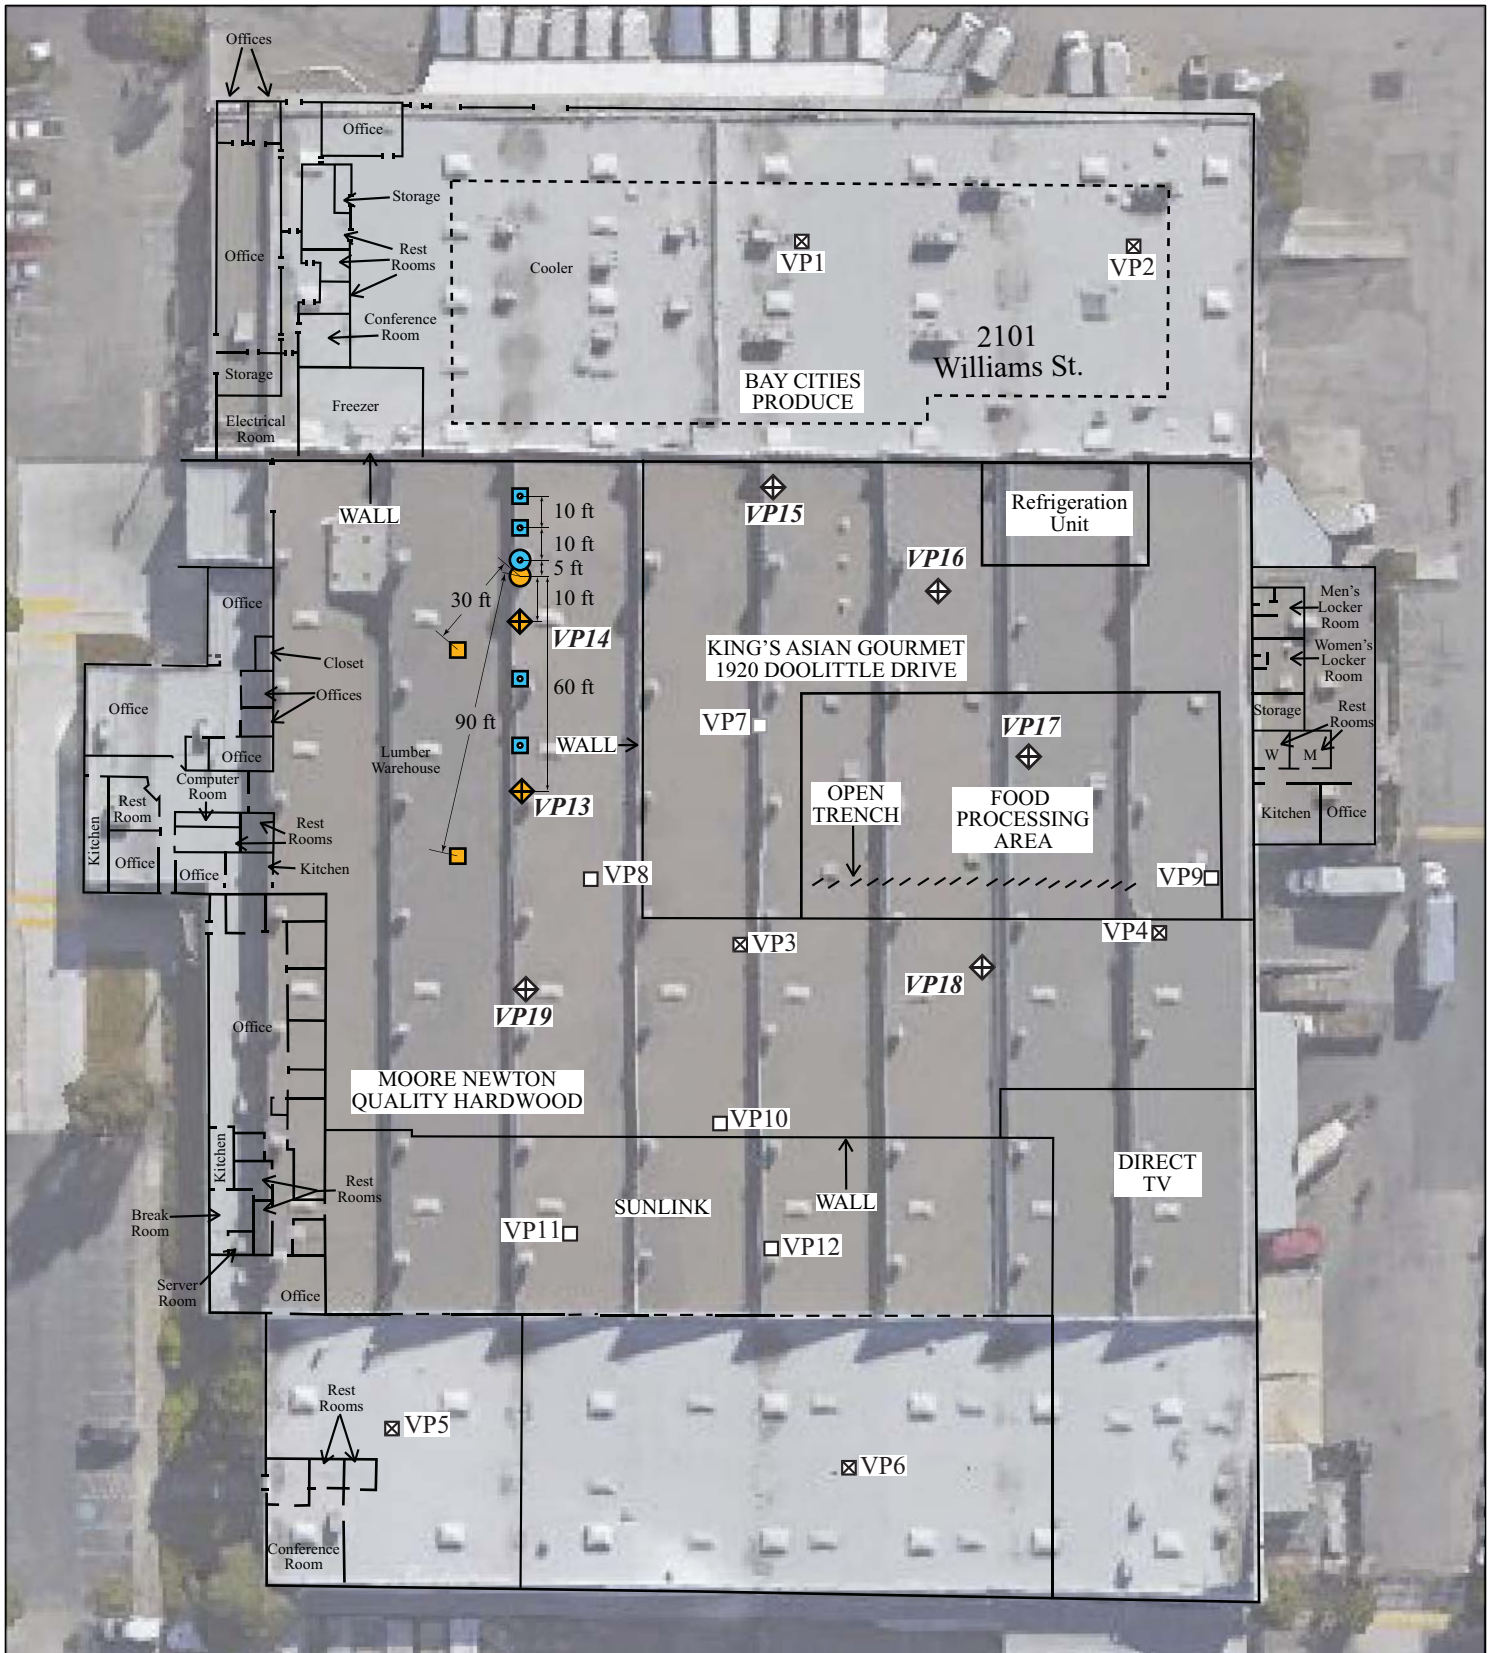 Offices
Office
Storage
Office
Rest
Rooms
Cooler
VP1
VP2
Conference
Room
2101
Williams St.
Storage
BAY CITIES
PRODUCE
Freezer
Electrical
Room
WALL
10 ft
VP15
Refrigeration
Unit
10 ft
5 ft
VP16
10 ft
30 ft
VP14
Office
Men's
Locker
Room
Closet
KING'S ASIAN GOURMET
1920 DOOLITTLE DRIVE
Women's
Locker
Room
Offices
60 ft
Office
Storage
Rest
Rooms
90 ft
VP7
VP17
WALL
Lumber
Warehouse
Office
W
M
Computer
Room
VP13
OPEN
TRENCH
FOOD
PROCESSING
AREA
Rest
Room
Kitchen
Office
Rest
Rooms
Kitchen
Office
Office
Kitchen
VP8
VP9
VP3
VP4
VP18
VP19
Office
MOORE NEWTON
QUALITY HARDWOOD
VP10
Kitchen
DIRECT
TV
Rest
Rooms
SUNLINK
WALL
Break
Room
VP11
VP12
Server
Room
Office
Rest
Rooms
VP5
VP6
Conference
Room